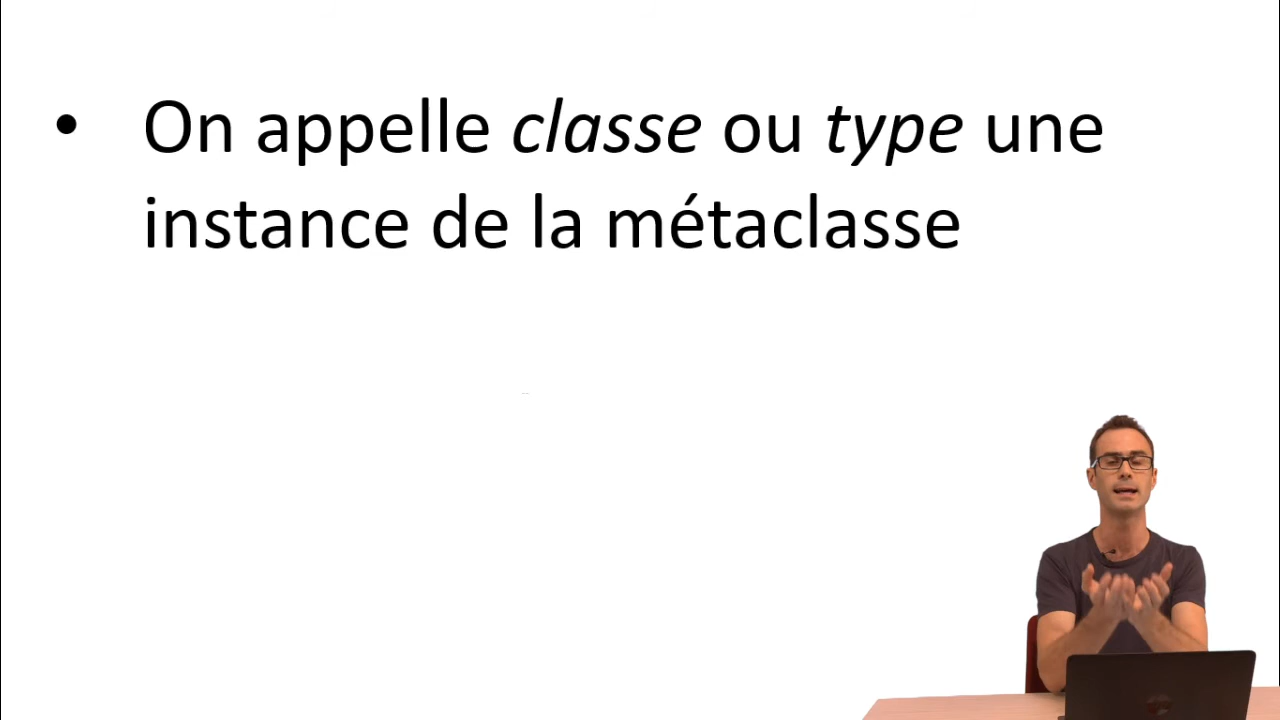 • On appelle classe ou type une
instance de la métaclasse